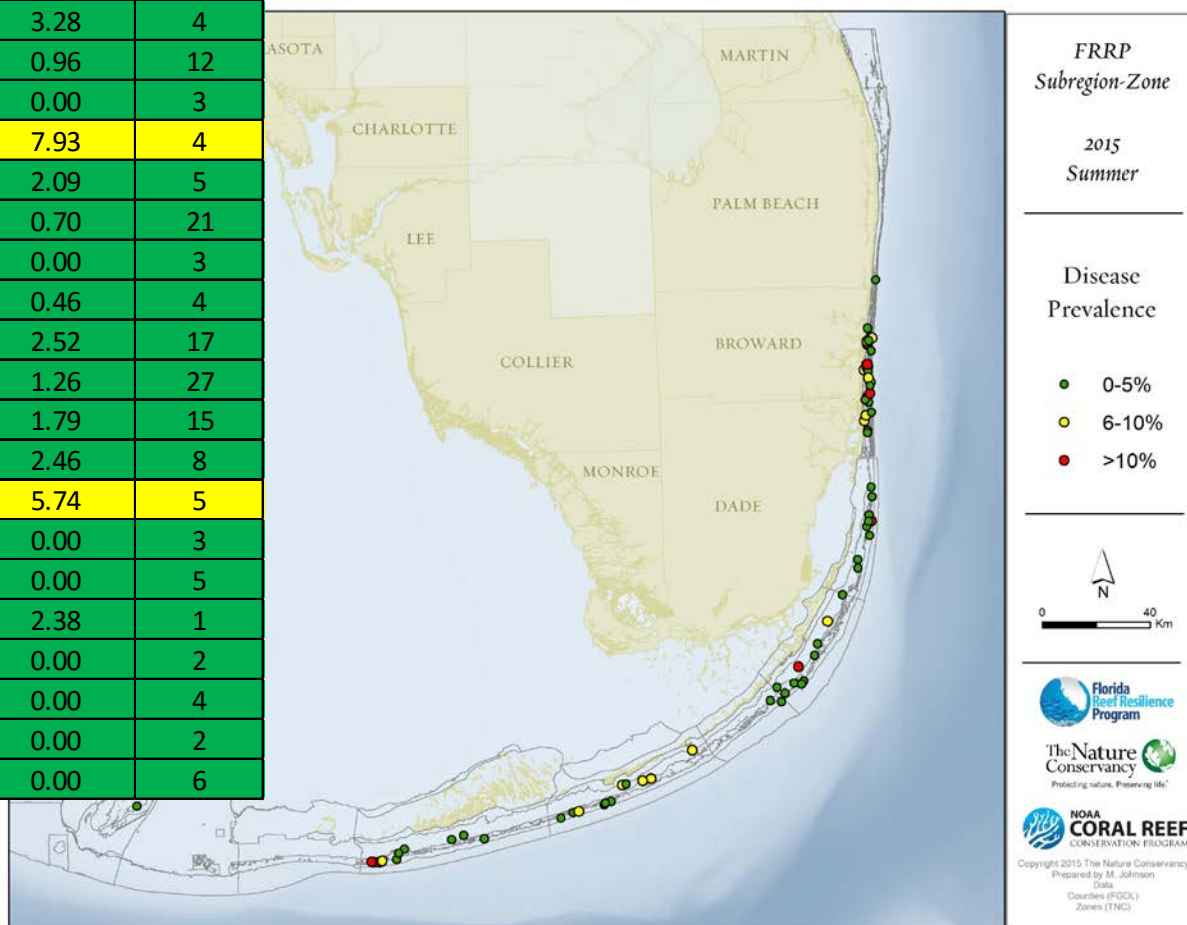 3.28 4
0.96 12
0.00 3
7.93 4
2.09 5
0.70 21
0.00 3
0.46 4
2.52 17
1.26 27
1.79 15
2.46 8
5.74 5
0.00 3
0.00 5
2.38 1
0.00 2
0.00 4
0.00 2
0.00 6
ASOTA
MARTIN
CHARLOTTE
PALM BEACH
LEE
BROWARD
COLLIER
MONROE
DADE
FRRP
Subregion-Zone
2015
Summer
Disease
Prevalence
0-5%
6-10%
>10%
N
0 40
Km
Florida
Reef Resilience
Program
The Nature
Conservancy
Protecting nature. Preserving life.
NOAA
CORAL REEF
CONSERVATION PROGRAM
Copyright 2015 The Nature Conservancy
Prepared by M. Johnson
Data
Counties (FGDL)
Zones (TNC)